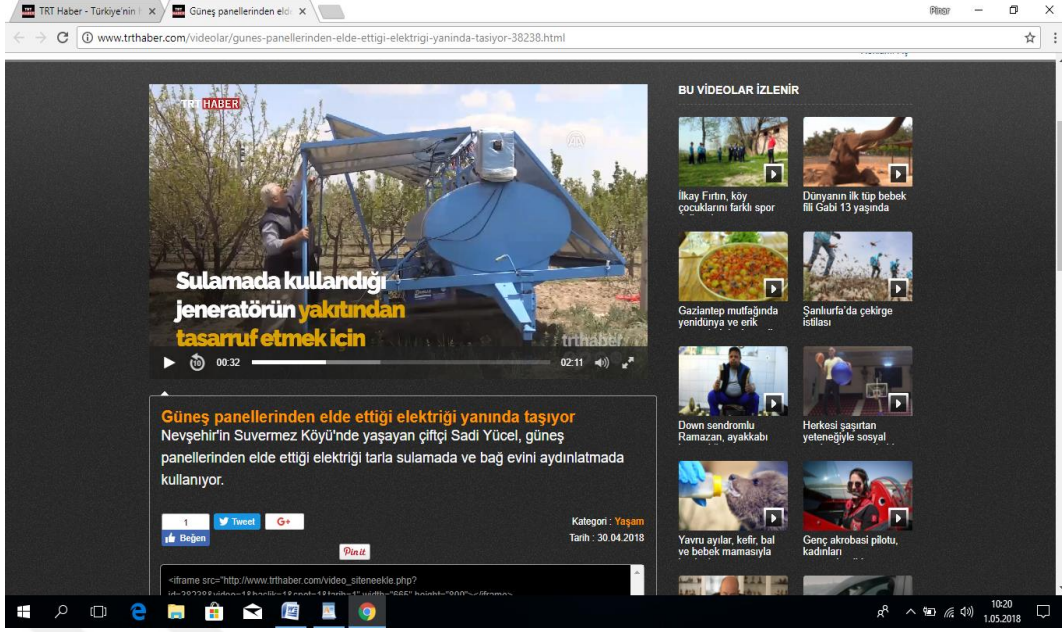 TRT Haber - Türkiye'nin
Güneş panellerinden elde
Pınar
www.trthaber.com/videolar/gunes-panellerinden-elde-ettigi-elektrigi-yaninda-tasiyor-38238.html
TRT HABER
Sulamada kullandığı
jeneratörün yakıtından
tasarruf etmek için
trthaber
10
00:32
02:11
Güneş panellerinden elde ettiği elektriği yanında taşıyor
Nevşehir'in Suvermez Köyü'nde yaşayan çiftçi Sadi Yücel, güneş
panellerinden elde ettiği elektriği tarla sulamada ve bağ evini aydınlatmada
kullanıyor.
1
Tweet
G+
Beğen
Pin it
Kategori : Yaşam
Tarih : 30.04.2018
<iframe src="http://www.trthaber.com/video_siteneekle.php?
BU VİDEOLAR İZLENİR
İlkay Fırtın, köy
çocuklarını farklı spor
Dünyanın ilk tüp bebek
fili Gabi 13 yaşında
Gaziantep mutfağında
yenidünya ve erik
Şanlıurfa'da çekirge
istilası
Down sendromlu
Ramazan, ayakkabı
Herkesi şaşırtan
yeteneğiyle sosyal
Yavru ayılar, kefir, bal
ve bebek mamasıyla
Genç akrobasi pilotu,
kadınları
10:20
1.05.2018